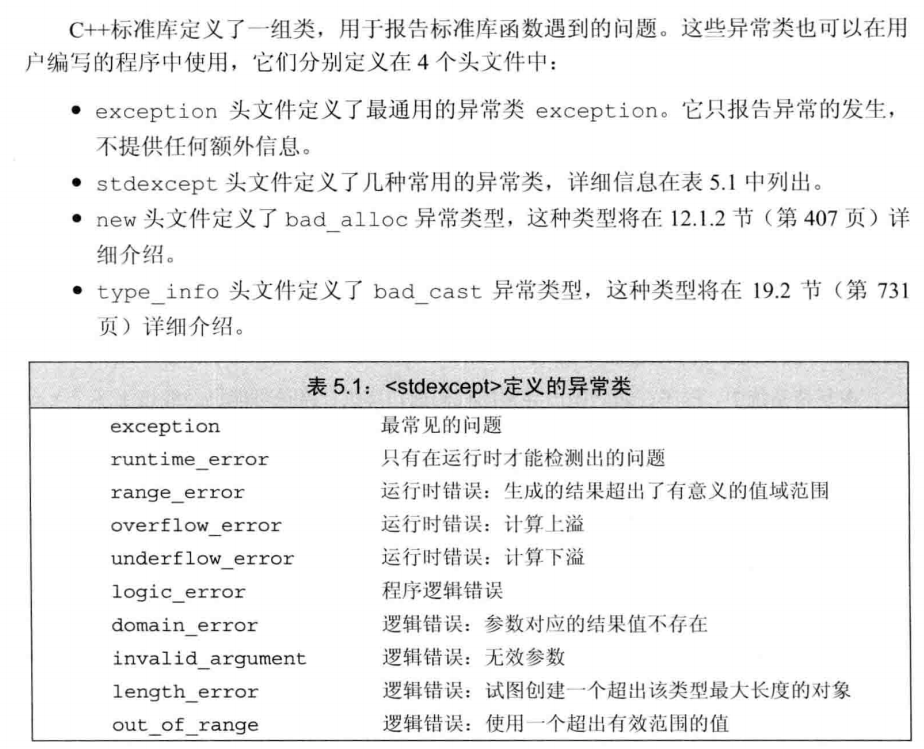 C++标准库定义了一组类，用于报告标准库函数遇到的问题。这些异常类也可以在用
户编写的程序中使用，它们分别定义在 4 个头文件中：
● exception 头文件定义了最通用的异常类 exception。它只报告异常的发生，
不提供任何额外信息。
● stdexcept 头文件定义了几种常用的异常类，详细信息在表 5.1 中列出。
● new 头文件定义了 bad_alloc 异常类型，这种类型将在 12.1.2 节（第 407 页）详
细介绍。
● type_info 头文件定义了 bad_cast 异常类型，这种类型将在 19.2 节（第 731
页）详细介绍。
表 5.1：<stdexcept>定义的异常类
exception 最常见的问题
runtime_error 只有在运行时才能检测出的问题
range_error 运行时错误：生成的结果超出了有意义的值域范围
overflow_error 运行时错误：计算上溢
underflow_error 运行时错误：计算下溢
logic_error 程序逻辑错误
domain_error 逻辑错误：参数对应的结果值不存在
invalid_argument 逻辑错误：无效参数
length_error 逻辑错误：试图创建一个超出该类型最大长度的对象
out_of_range 逻辑错误：使用一个超出有效范围的值